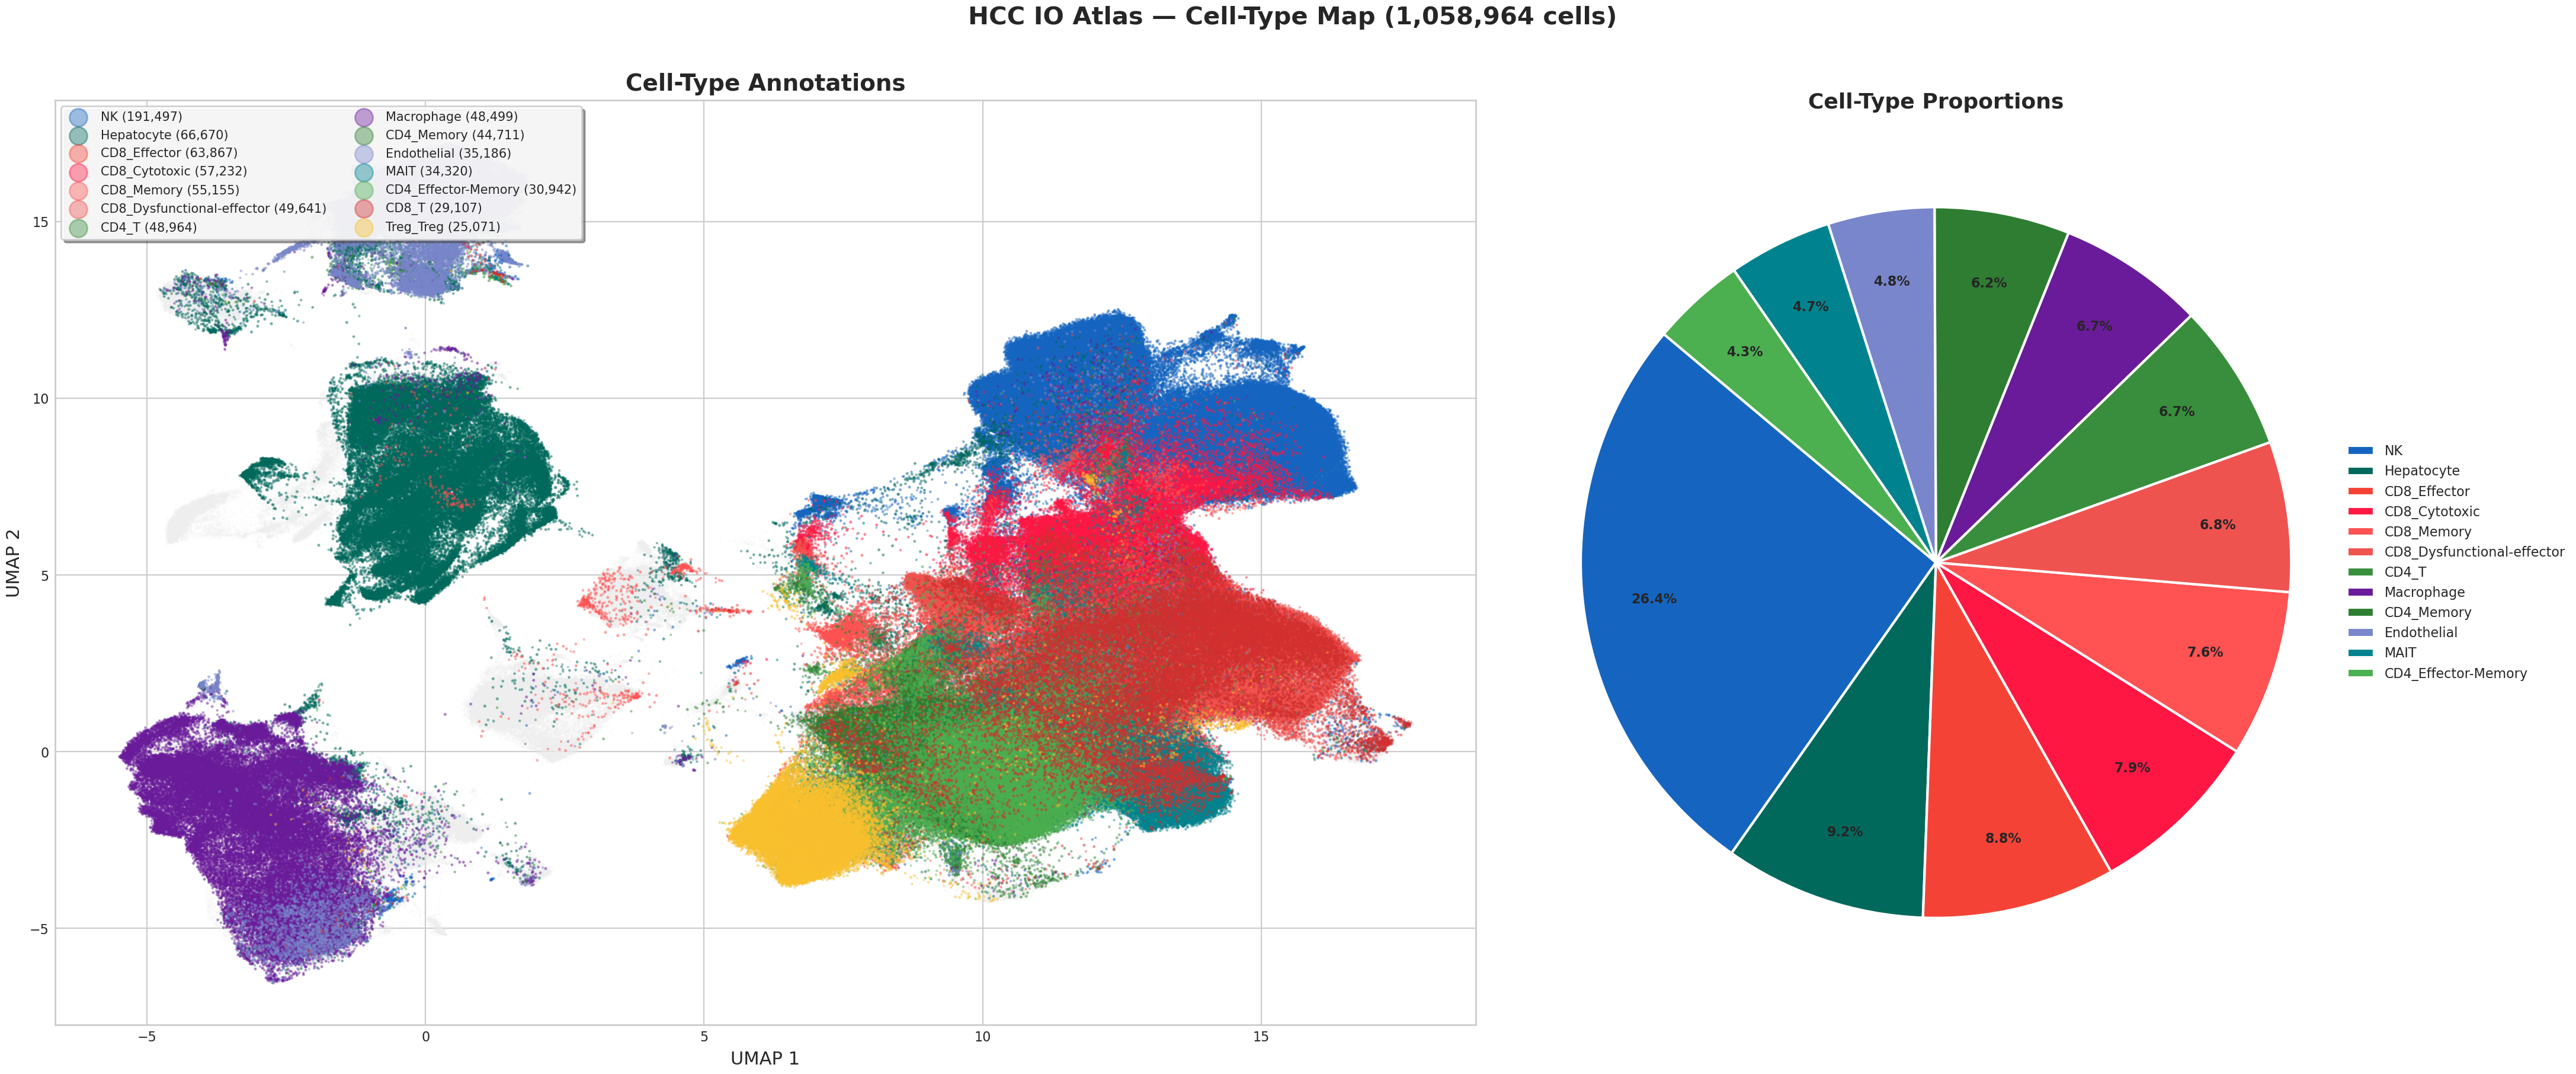 HCC IO Atlas — Cell-Type Map (1,058,964 cells)
Cell-Type Annotations
NK (191,497)
Hepatocyte (66,670)
CD8_Effector (63,867)
CD8_Cytotoxic (57,232)
CD8_Memory (55,155)
CD8_Dysfunctional-effector (49,641)
CD4_T (48,964)
Macrophage (48,499)
CD4_Memory (44,711)
Endothelial (35,186)
MAIT (34,320)
CD4_Effector-Memory (30,942)
CD8_T (29,107)
Treg_Treg (25,071)
15
10
5
0
−5
UMAP 2
−5
0
5
10
15
UMAP 1
Cell-Type Proportions
4.8%
6.2%
4.7%
6.7%
4.3%
6.7%
6.8%
26.4%
7.6%
7.9%
9.2%
8.8%
NK
Hepatocyte
CD8_Effector
CD8_Cytotoxic
CD8_Memory
CD8_Dysfunctional-effector
CD4_T
Macrophage
CD4_Memory
Endothelial
MAIT
CD4_Effector-Memory